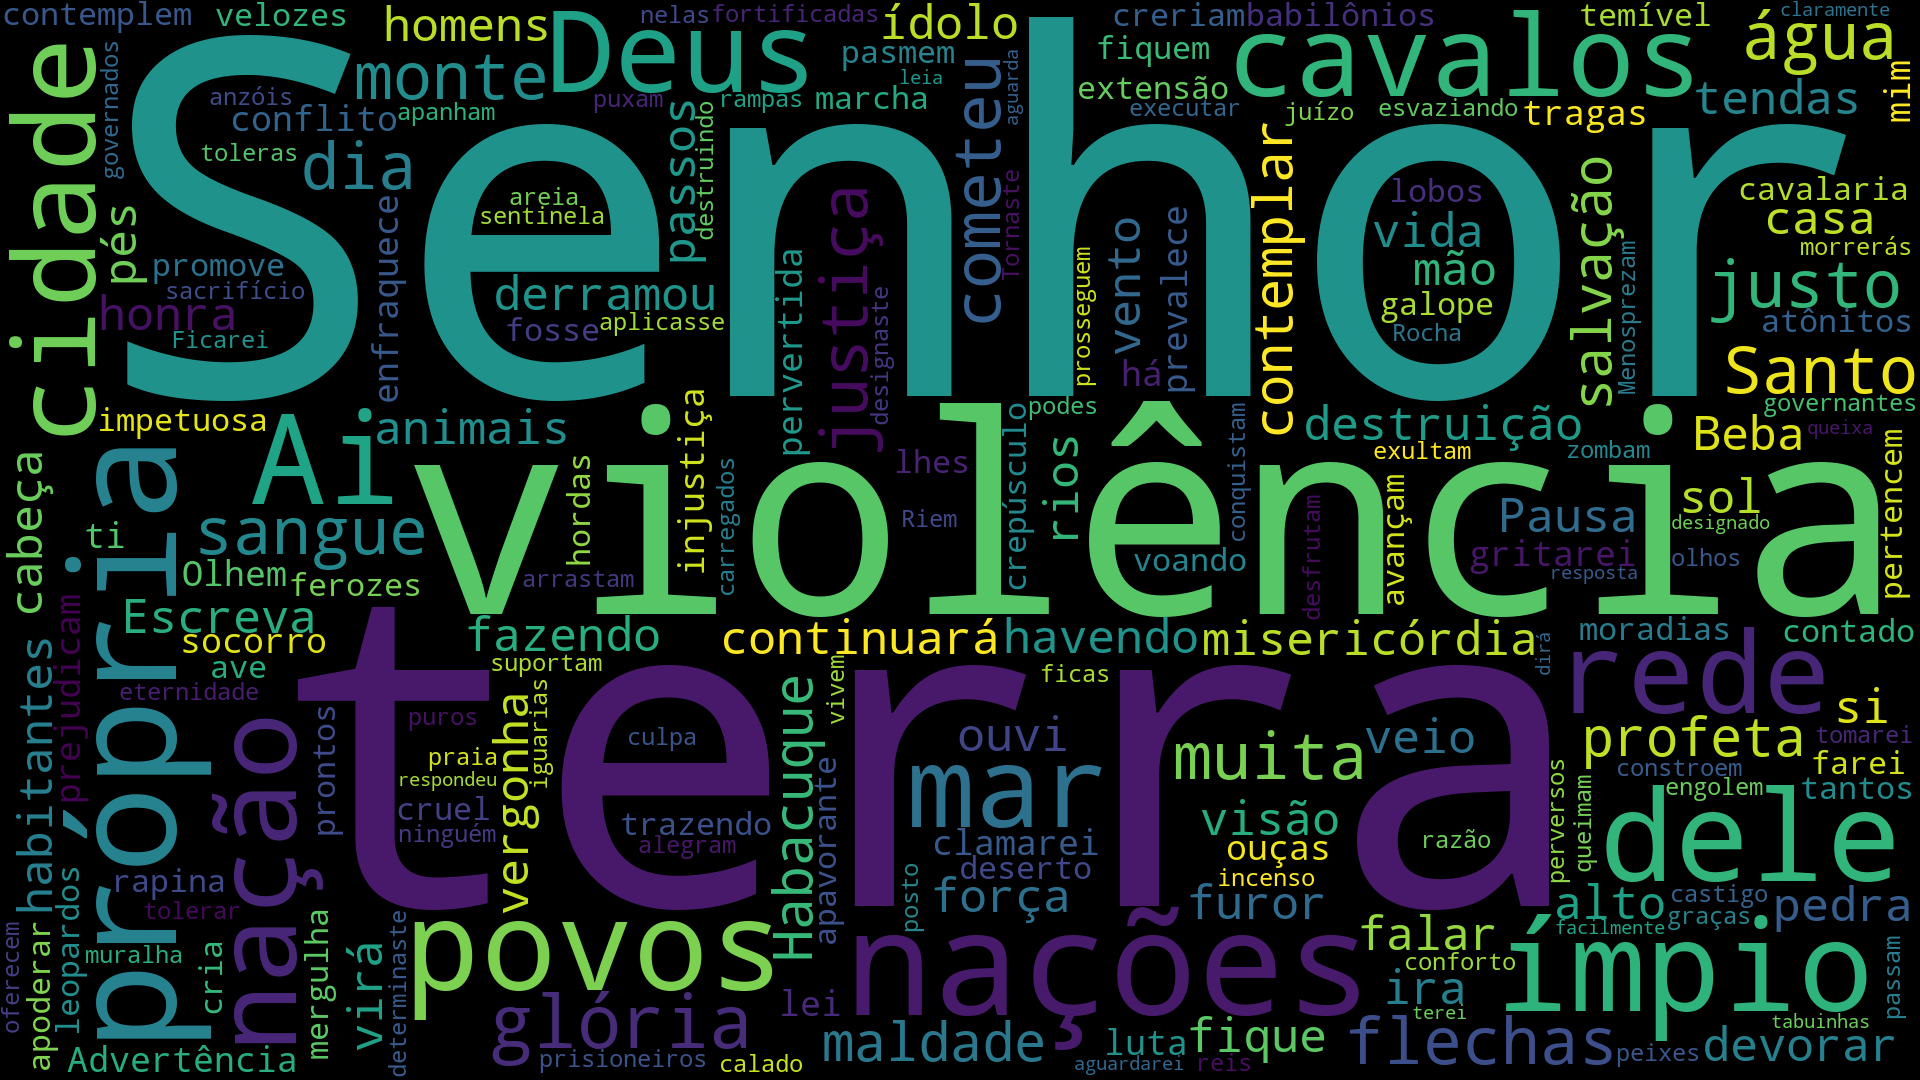 contemplem
velozes
homens
Deus
nelas
fortificadas
ídolo
creriam
babilônios
cavalos
temível
claramente
água
cidade
governados
Senhor
monte
pasmem
leia
cometeu
aguarda
fiquem
extensão
executar
juízo
esvaziando
tragas
tendas
mim
anzóis
conflito
apanham
puxam
rampas
marcha
toleras
dia
passos
destruindo
areia
sentinela
justiça
Tornaste
contemplar
lobos
vida
mão
galope
Rocha
salvação
Menosprezam
cavalaria
casa
morrerás
justo
atônitos
pés
promove
sacrifício
honra
Ficarei
enfraquece
derramou
fosse
aplicasse
pervertida
designaste
prosseguem
vento
há
prevalece
Santo
governantes
impetuosa
Ai
animais
injustiça
violência
podes
crepúsculo
rios
conquistam
destruição
exultam
zombam
Beba
queixa
pertencem
cabeça
própria
ti
sangue
hordas
carregados
lhes
Riem
voando
desfrutam
avançam
Pausa
gritarei
resposta
sol
designado
olhos
Olhem
ferozes
arrastam
Escreva
socorro
ave
eternidade
fazendo
suportam
continuará
havendo
misericórdia
dirá
moradias
contado
habitantes
prejudicam
nação
prontos
terra
puros
praia
respondeu
cruel
ninguém
vergonha
iguarias
culpa
trazendo
alegram
Habacuque
vivem
apavorante
ficas
ouvi
mar
clamarei
deserto
força
posto
muita
veio
visão
ouças
incenso
furor
razão
rede
si
profeta
tomarei
farei
constroem
engolem
tantos
perversos
queimam
dele
leopardos
rapina
tolerar
muralha
cria
mergulha
virá
determinaste
povos
glória
prisioneiros
calado
lei
nações
maldade
aguardarei
luta
fique
reis
falar
conforto
ira
terei
flechas
alto
castigo
graças
facilmente
pedra
ímpio
tabuinhas
passam
peixes
devorar
oferecem
apoderar
Advertência